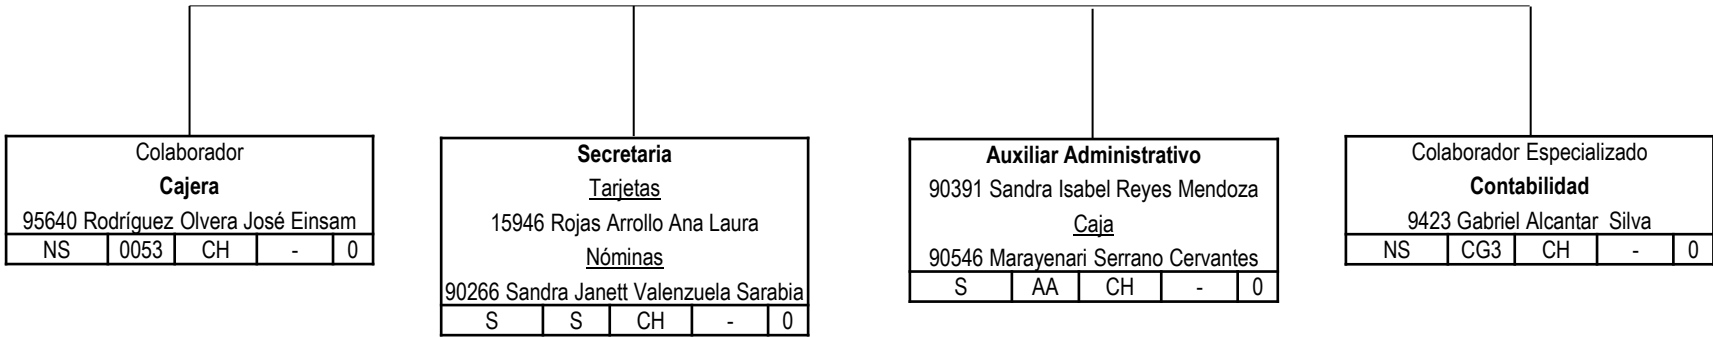 Colaborador
Cajera
95640 Rodríguez Olvera José Einsam
NS 0053 CH - 0
Secretaria
Tarjetas
15946 Rojas Arrollo Ana Laura
Nóminas
90266 Sandra Janett Valenzuela Sarabia
S S CH - 0
Auxiliar Administrativo
90391 Sandra Isabel Reyes Mendoza
Caja
90546 Marayenari Serrano Cervantes
S AA CH - 0
Colaborador Especializado
Contabilidad
9423 Gabriel Alcantar Silva
NS CG3 CH - 0